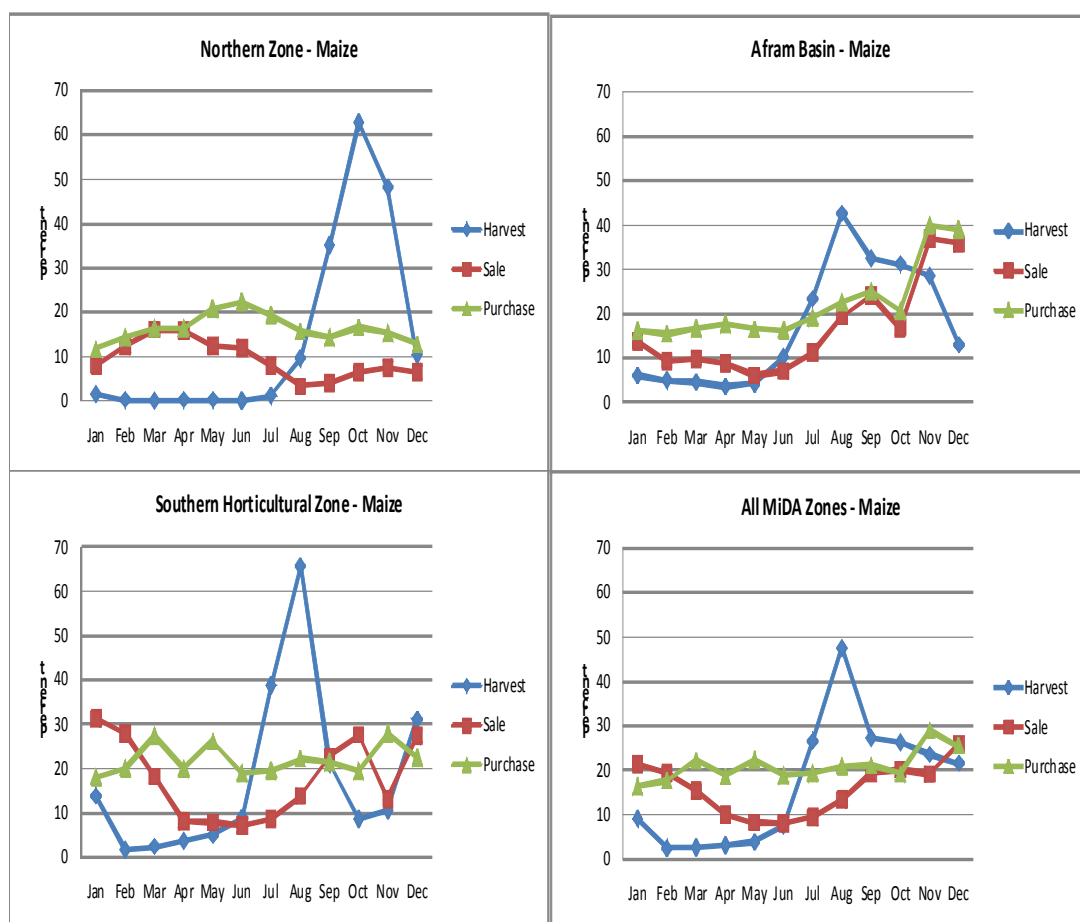 Northern Zone - Maize
70
60
50
40
30
20
10
0
percent
Jan Feb Mar Apr May Jun Jul Aug Sep Oct Nov Dec
Harvest
Sale
Purchase
Afram Basin - Maize
70
60
50
40
30
20
10
0
percent
Jan Feb Mar Apr May Jun Jul Aug Sep Oct Nov Dec
Harvest
Sale
Purchase
Southern Horticultural Zone - Maize
70
60
50
40
30
20
10
0
percent
Jan Feb Mar Apr May Jun Jul Aug Sep Oct Nov Dec
Harvest
Sale
Purchase
All MiDA Zones - Maize
70
60
50
40
30
20
10
0
percent
Jan Feb Mar Apr May Jun Jul Aug Sep Oct Nov Dec
Harvest
Sale
Purchase